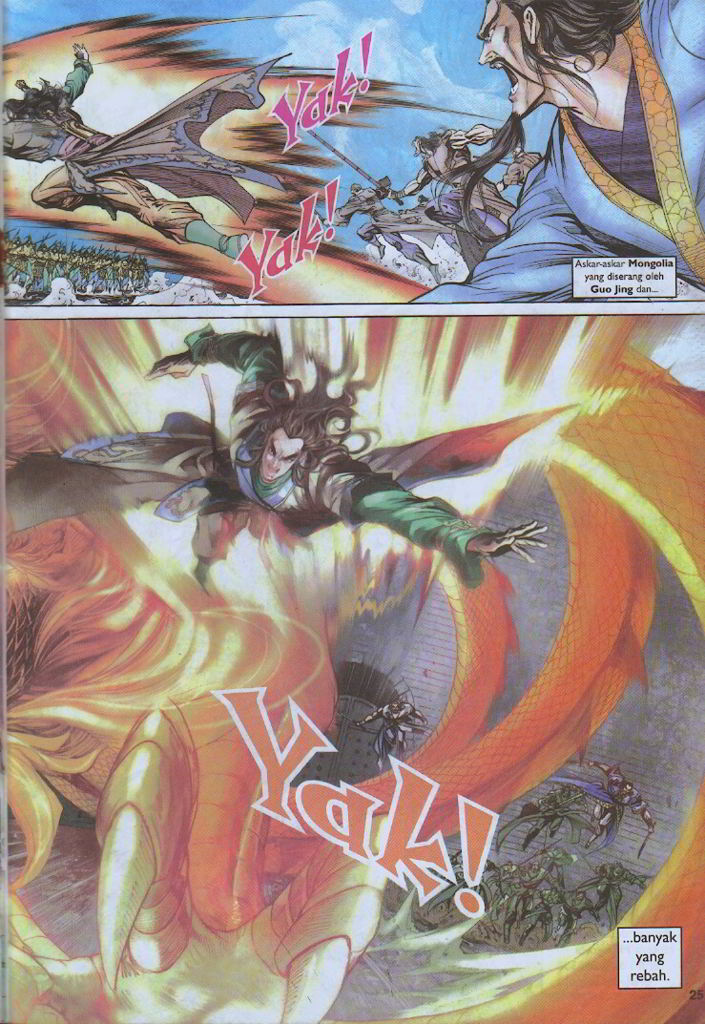 Yak!
Yak!
Askar-askar Mongolia
yang diserang oleh
Guo Jing dan...
Yak!
...banyak
yang
rebah.
25